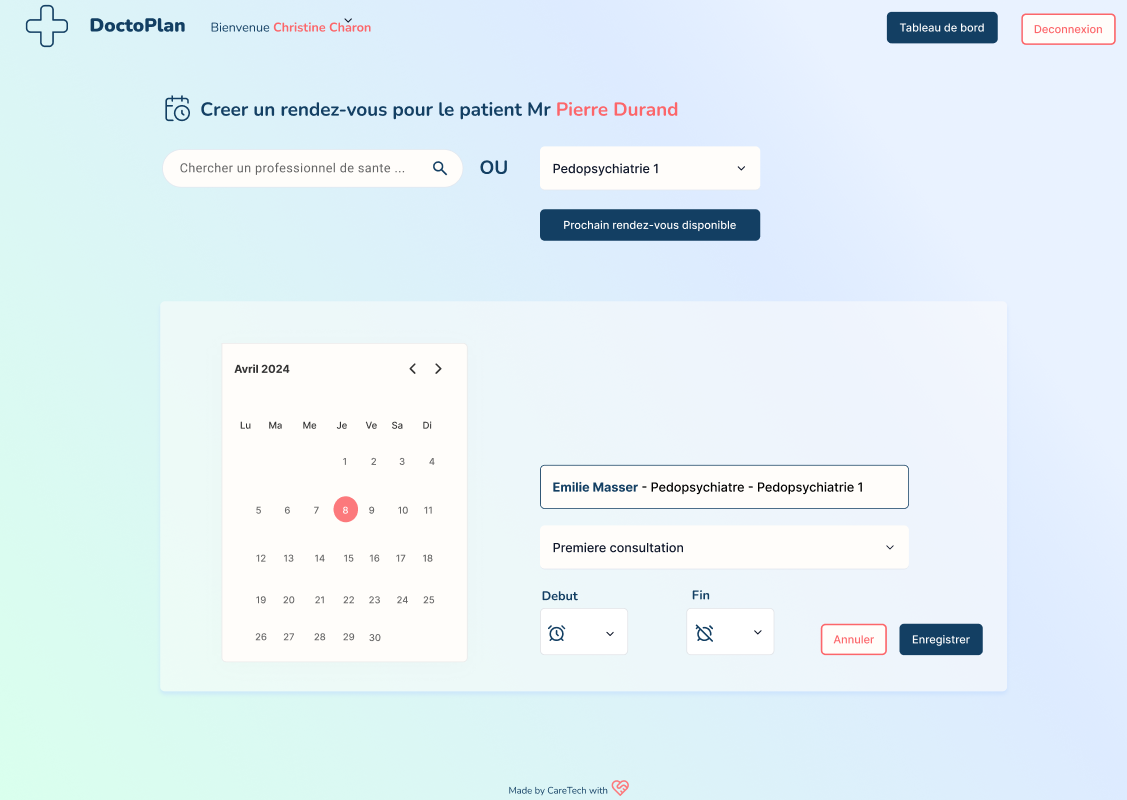 DoctoPlan
Bienvenue Christine Charon
Tableau de bord
Deconnexion
Creer un rendez-vous pour le patient Mr Pierre Durand
Chercher un professionnel de sante ...
OU
Pedopsychiatrie 1
Prochain rendez-vous disponible
Avril 2024
Lu Ma Me Je Ve Sa Di
1 2 3 4
5 6 7 8 9 10 11
12 13 14 15 16 17 18
19 20 21 22 23 24 25
26 27 28 29 30
Emilie Masser - Pedopsychiatre - Pedopsychiatrie 1
Premiere consultation
Debut
Fin
Annuler
Enregistrer
Made by CareTech with